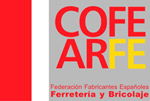 COFE
ARFE
Federación Fabricantes Españoles
Ferretería y Bricolaje